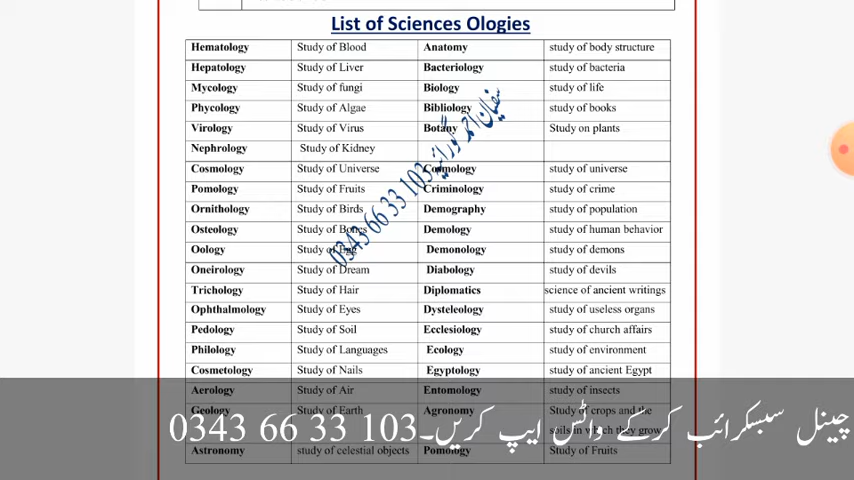 List of Sciences Ologies
Hematology Study of Blood Anatomy study of body structure
Hepatology Study of Liver Bacteriology study of bacteria
Mycology Study of fungi Biology study of life
Phycology Study of Algae Bibliology study of books
Virology Study of Virus Botany Study on plants
Nephrology Study of Kidney
Cosmology Study of Universe Cosmology study of universe
Pomology Study of Fruits Criminology study of crime
Ornithology Study of Birds Demography study of population
Osteology Study of Bones Demology study of human behavior
Oology Study of Egg Demonology study of demons
Oneirology Study of Dream Diabology study of devils
Trichology Study of Hair Diplomatics science of ancient writings
Ophthalmology Study of Eyes Dysteleology study of useless organs
Pedology Study of Soil Ecclesiology study of church affairs
Philology Study of Languages Ecology study of environment
Cosmetology Study of Nails Egyptology study of ancient Egypt
Aerology Study of Air Entomology study of insects
Geology Study of Earth Agronomy Study of crops and the
soils in which they grow
Astronomy study of celestial objects Pomology Study of Fruits
0343 66 33 103
چینل سبسکرائب کرکے واٹس ایپ کریں۔103 33 66 0343